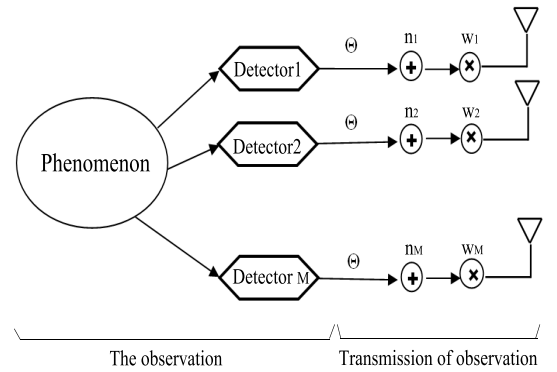 n1 w1
Θ
Detector1 + ×
n2 w2
Θ
Detector2 + ×
Phenomenon
nM wM
Θ
Detector M + ×
The observation Transmission of observation